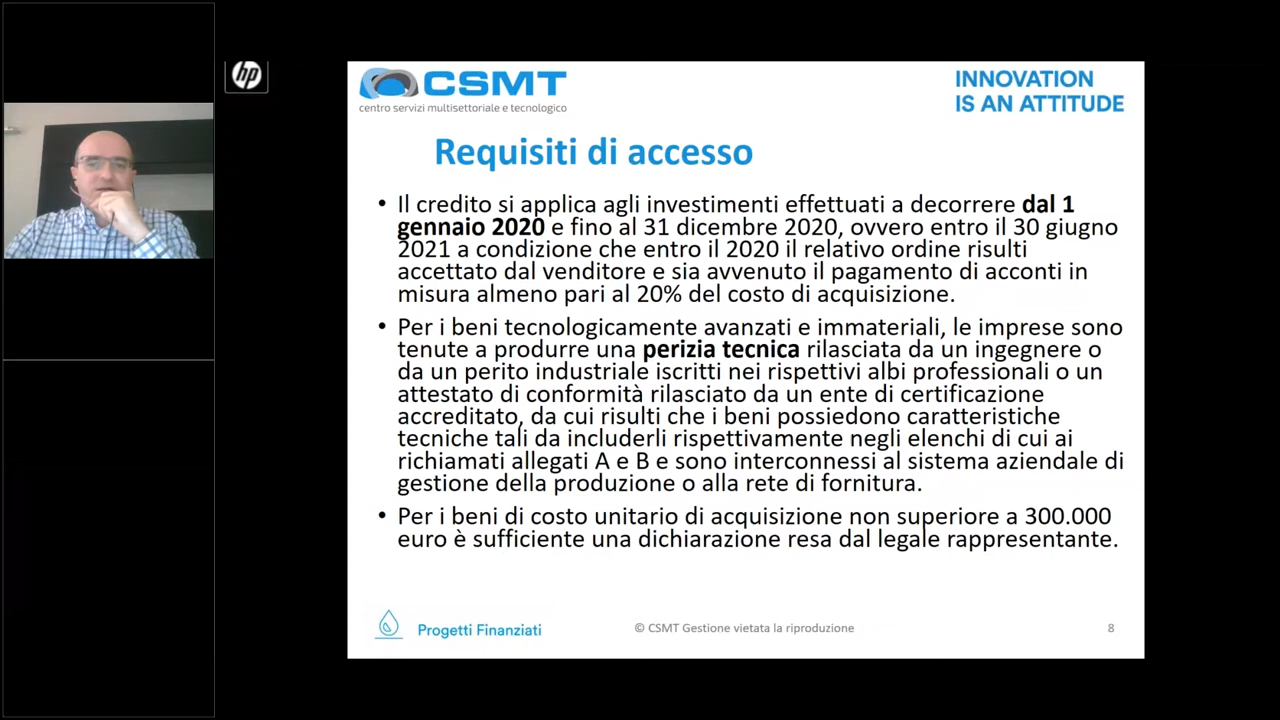 hp
CSMT
centro servizi multisettoriale e tecnologico
INNOVATION
IS AN ATTITUDE
Requisiti di accesso
• Il credito si applica agli investimenti effettuati a decorrere dal 1
gennaio 2020 e fino al 31 dicembre 2020, ovvero entro il 30 giugno
2021 a condizione che entro il 2020 il relativo ordine risulti
accettato dal venditore e sia avvenuto il pagamento di acconti in
misura almeno pari al 20% del costo di acquisizione.
• Per i beni tecnologicamente avanzati e immateriali, le imprese sono
tenute a produrre una perizia tecnica rilasciata da un ingegnere o
da un perito industriale iscritti nei rispettivi albi professionali o un
attestato di conformità rilasciato da un ente di certificazione
accreditato, da cui risulti che i beni possiedono caratteristiche
tecniche tali da includerli rispettivamente negli elenchi di cui ai
richiamati allegati A e B e sono interconnessi al sistema aziendale di
gestione della produzione o alla rete di fornitura.
• Per i beni di costo unitario di acquisizione non superiore a 300.000
euro è sufficiente una dichiarazione resa dal legale rappresentante.
Progetti Finanziati
© CSMT Gestione vietata la riproduzione
8